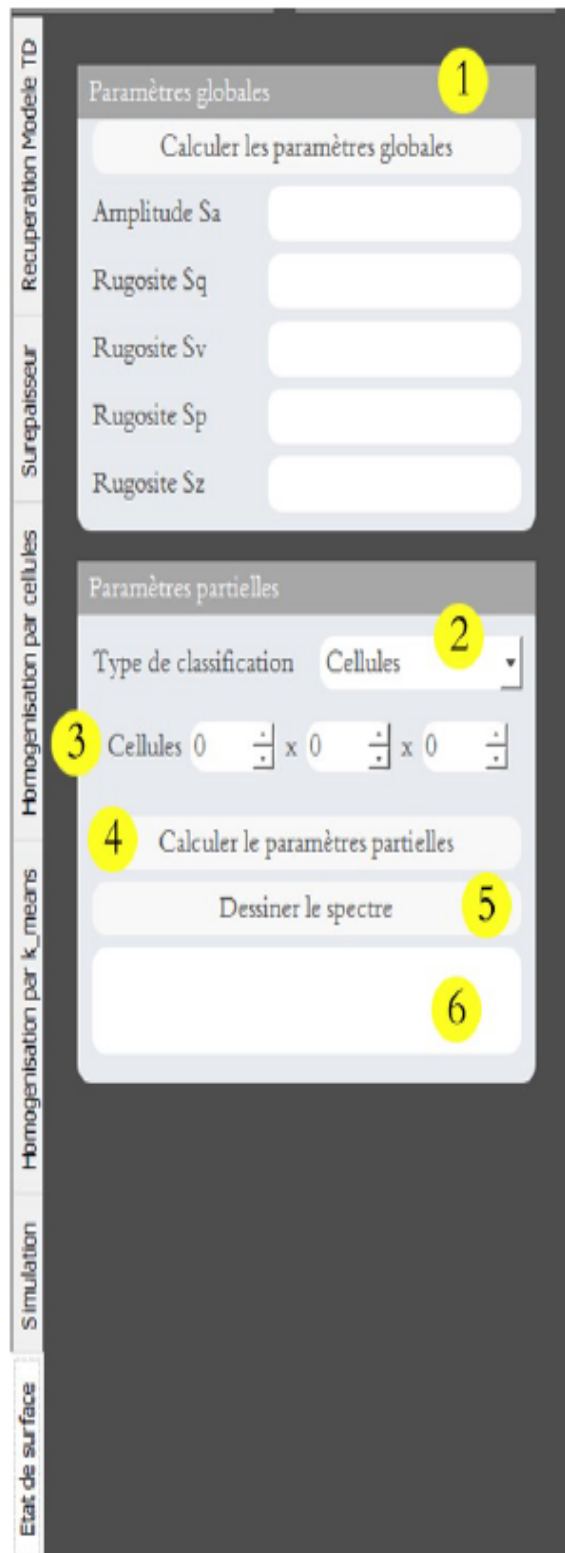 Recuperation Modele TD
Surepaisseur
Homogenisation par cellules
Homogenisation par k_means
Simulation
Etat de surface
Paramètres globales 1
Calculer les paramètres globales
Amplitude Sa
Rugosite Sq
Rugosite Sv
Rugosite Sp
Rugosite Sz
Paramètres partielles
Type de classification Cellules 2
3 Cellules 0 x 0 x 0
4 Calculer le paramètres partielles
Dessiner le spectre 5
6